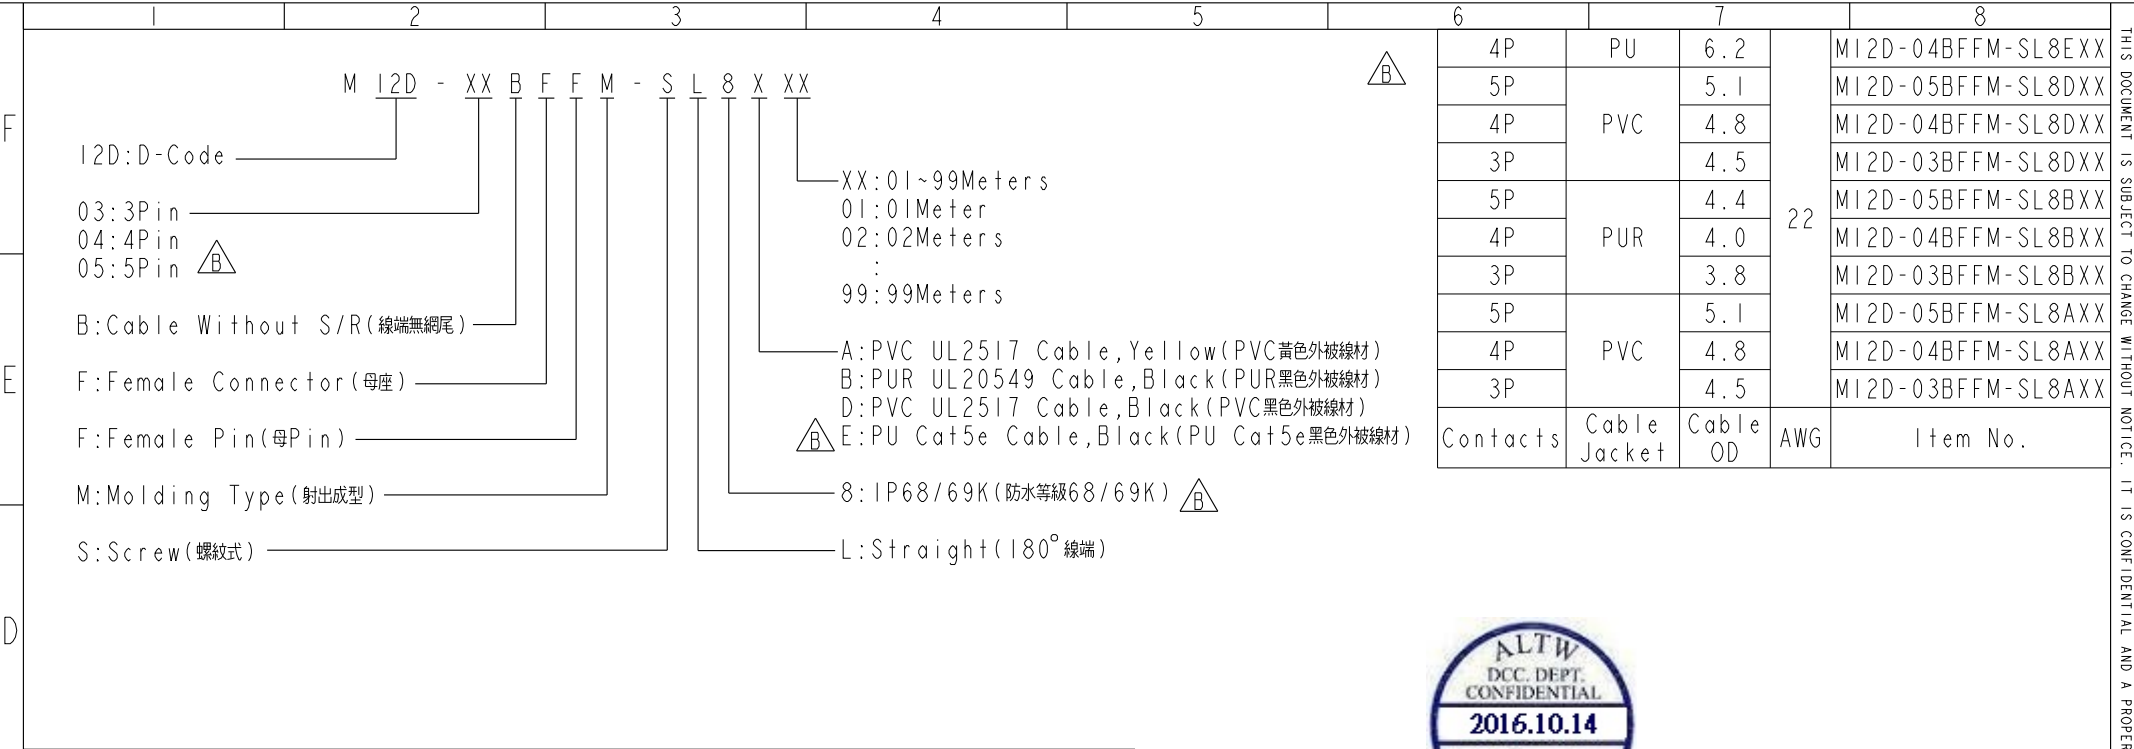 1 2 3 4 5 6 7 8
F
E
D
M 12D - XX B F F M - S L 8 X XX
12D:D-Code
03:3Pin
04:4Pin
05:5Pin B
B:Cable Without S/R(線端無網尾)
F:Female Connector(母座)
F:Female Pin(母Pin)
M:Molding Type(射出成型)
S:Screw(螺紋式)
XX:01~99Meters
01:01Meter
02:02Meters
:
99:99Meters
A:PVC UL2517 Cable,Yellow(PVC黃色外被線材)
B:PUR UL20549 Cable,Black(PUR黑色外被線材)
D:PVC UL2517 Cable,Black(PVC黑色外被線材)
B E:PU Cat5e Cable,Black(PU Cat5e黑色外被線材)
8:IP68/69K(防水等級68/69K) B
L:Straight(180°線端)
B
4P PU 6.2 M12D-04BFFM-SL8EXX
5P 5.1 M12D-05BFFM-SL8DXX
4P PVC 4.8 M12D-04BFFM-SL8DXX
3P 4.5 M12D-03BFFM-SL8DXX
5P 4.4 M12D-05BFFM-SL8BXX
4P PUR 4.0 22 M12D-04BFFM-SL8BXX
3P 3.8 M12D-03BFFM-SL8BXX
5P 5.1 M12D-05BFFM-SL8AXX
4P PVC 4.8 M12D-04BFFM-SL8AXX
3P 4.5 M12D-03BFFM-SL8AXX
Contacts Cable Jacket Cable OD AWG Item No.
ALTW
DCC. DEPT.
CONFIDENTIAL
2016.10.14
THIS DOCUMENT IS SUBJECT TO CHANGE WITHOUT NOTICE. IT IS CONFIDENTIAL AND A PROPER